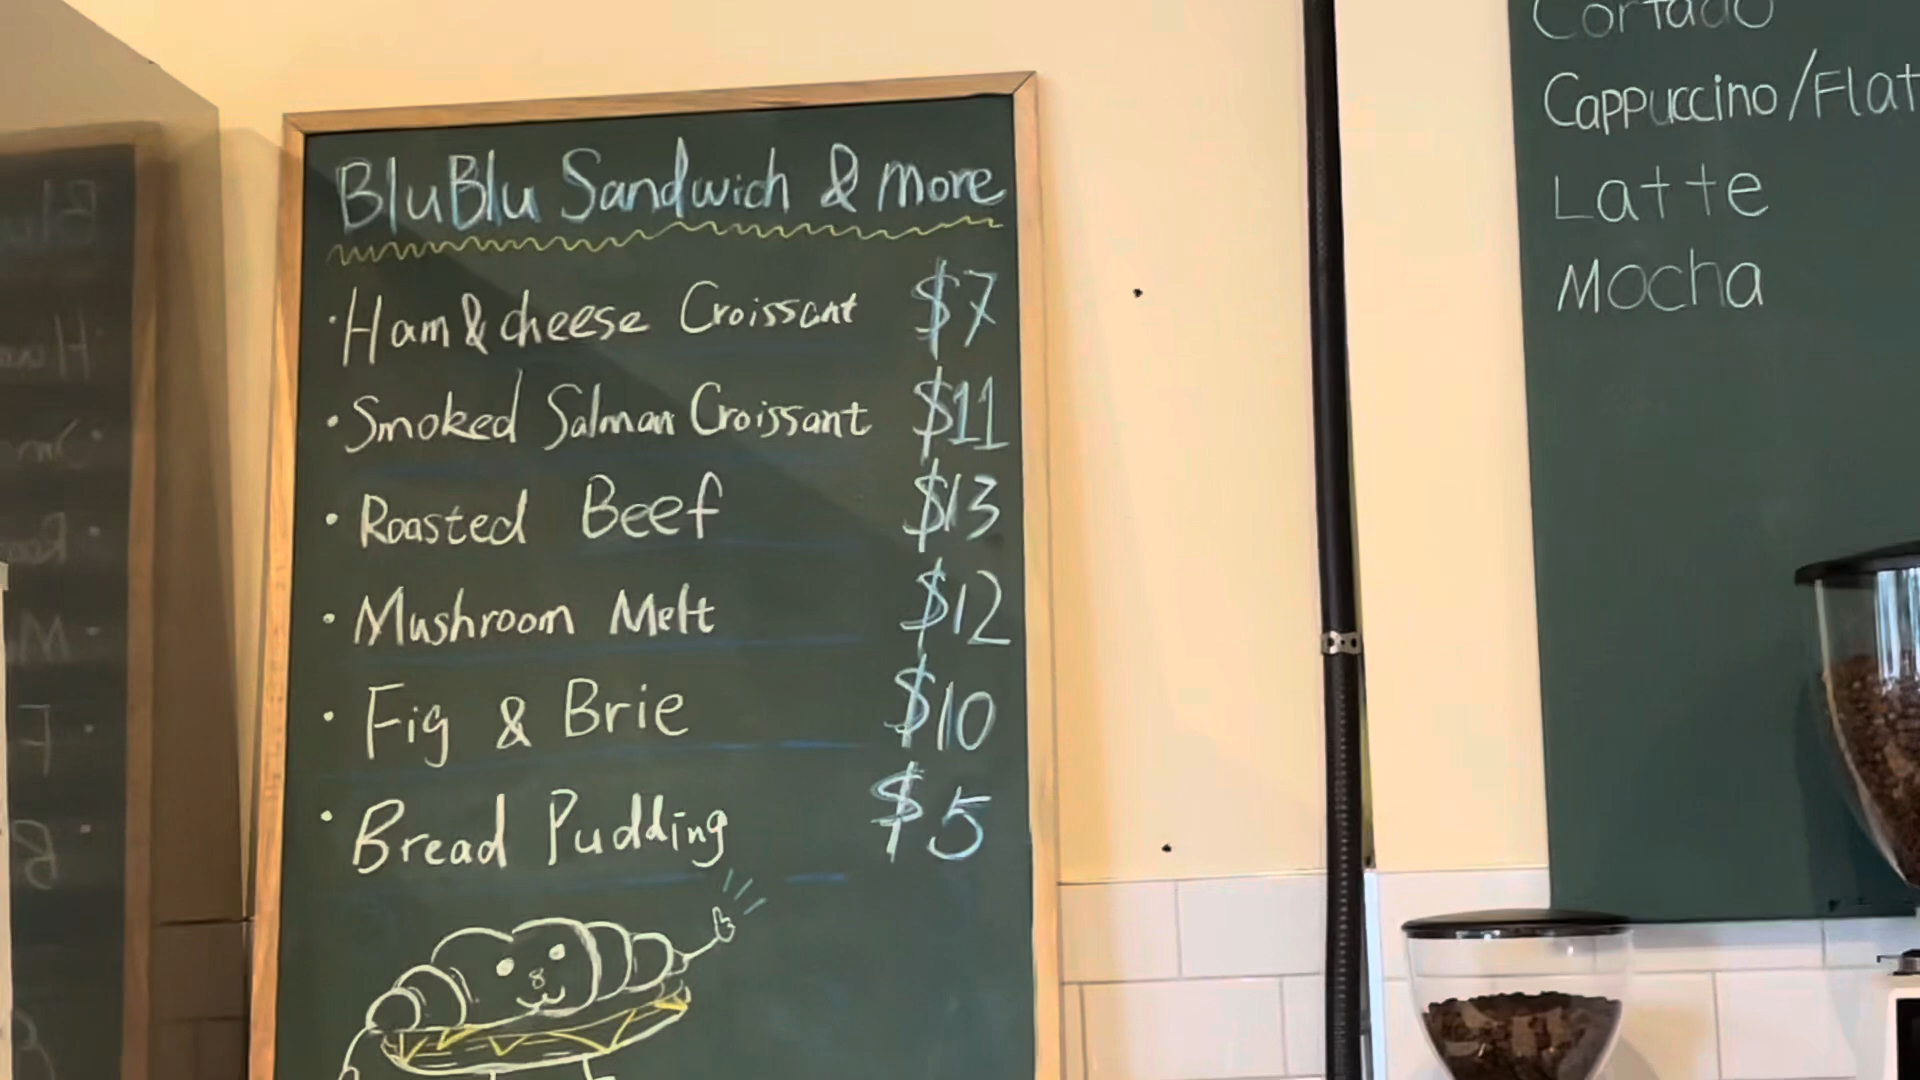 BluBlu Sandwich & more
· Ham & cheese Croissant $7
· Smoked Salman Croissant $11
· Roasted Beef $13
· Mushroom Melt $12
· Fig & Brie $10
· Bread Pudding $5
Cortado
Cappuccino/Flat
Latte
Mocha